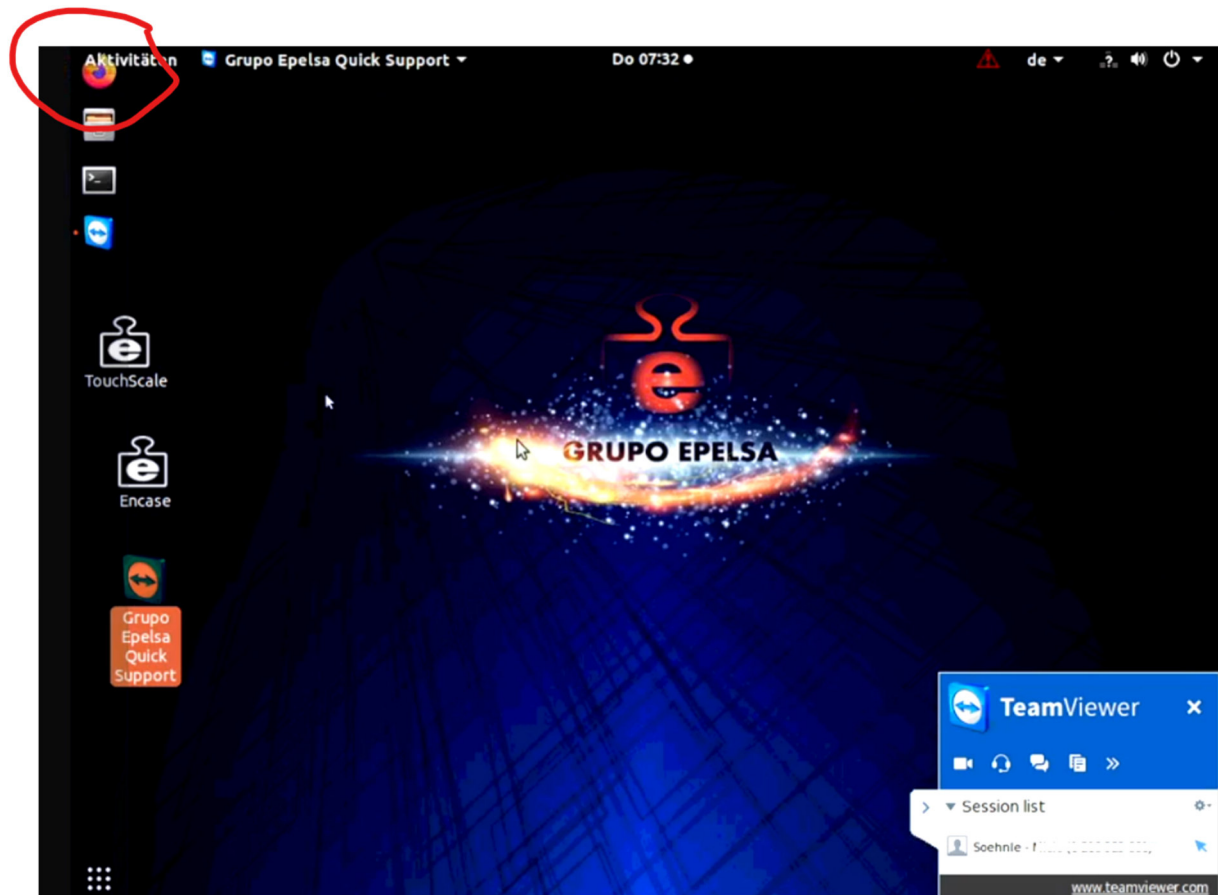 Aktivitäten
Grupo Epelsa Quick Support
Do 07:32
de
?
TouchScale
e
GRUPO EPELSA
e
Encase
e
Grupo
Epelsa
Quick
Support
TeamViewer
Session list
Soehnle -
www.teamviewer.com